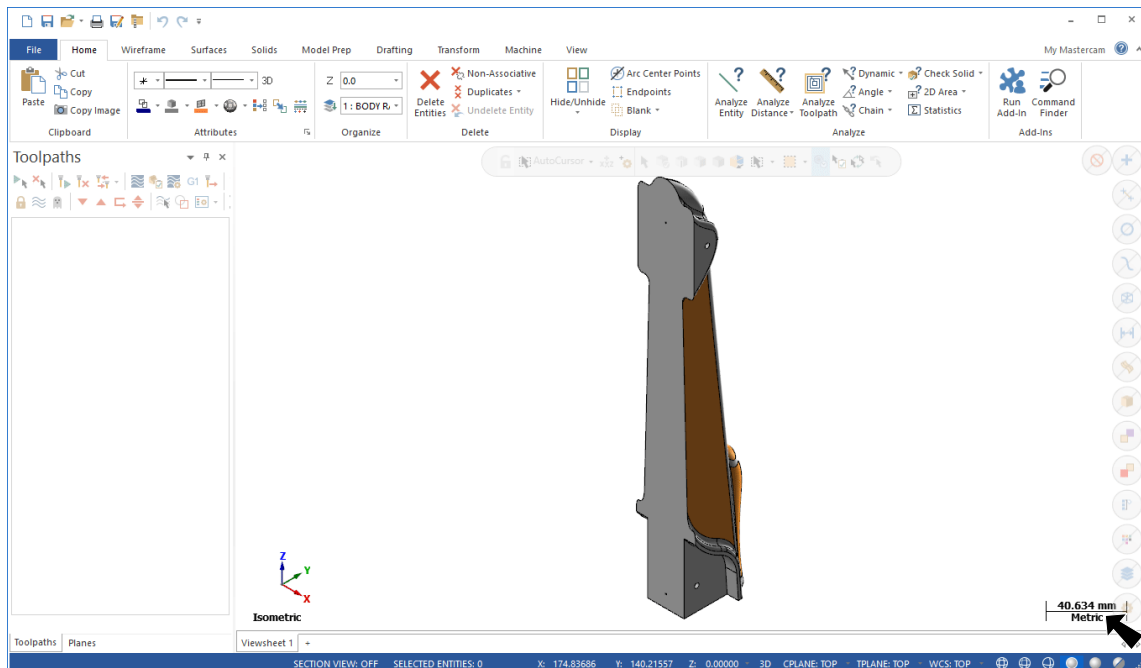 File Home Wireframe Surfaces Solids Model Prep Drafting Transform Machine View My Mastercam
Paste
Cut
Copy
Copy Image
Clipboard
3D
Attributes
Z 0.0
1 : BODY R
Organize
Delete
Entities
Non-Associative
Duplicates
Undelete Entity
Delete
Hide/Unhide
Arc Center Points
Endpoints
Blank
Display
Analyze
Entity
Analyze
Distance
Analyze
Toolpath
Dynamic
Angle
Chain
Check Solid
2D Area
Statistics
Analyze
Run
Add-In
Command
Finder
Add-Ins
Toolpaths
G1
AutoCursor
Z
Y
X
Isometric
40.634 mm
Metric
Toolpaths Planes
Viewsheet 1 +
SECTION VIEW: OFF SELECTED ENTITIES: 0 X: 174.83686 Y: 140.21557 Z: 0.00000 3D CPLANE: TOP TPLANE: TOP WCS: TOP